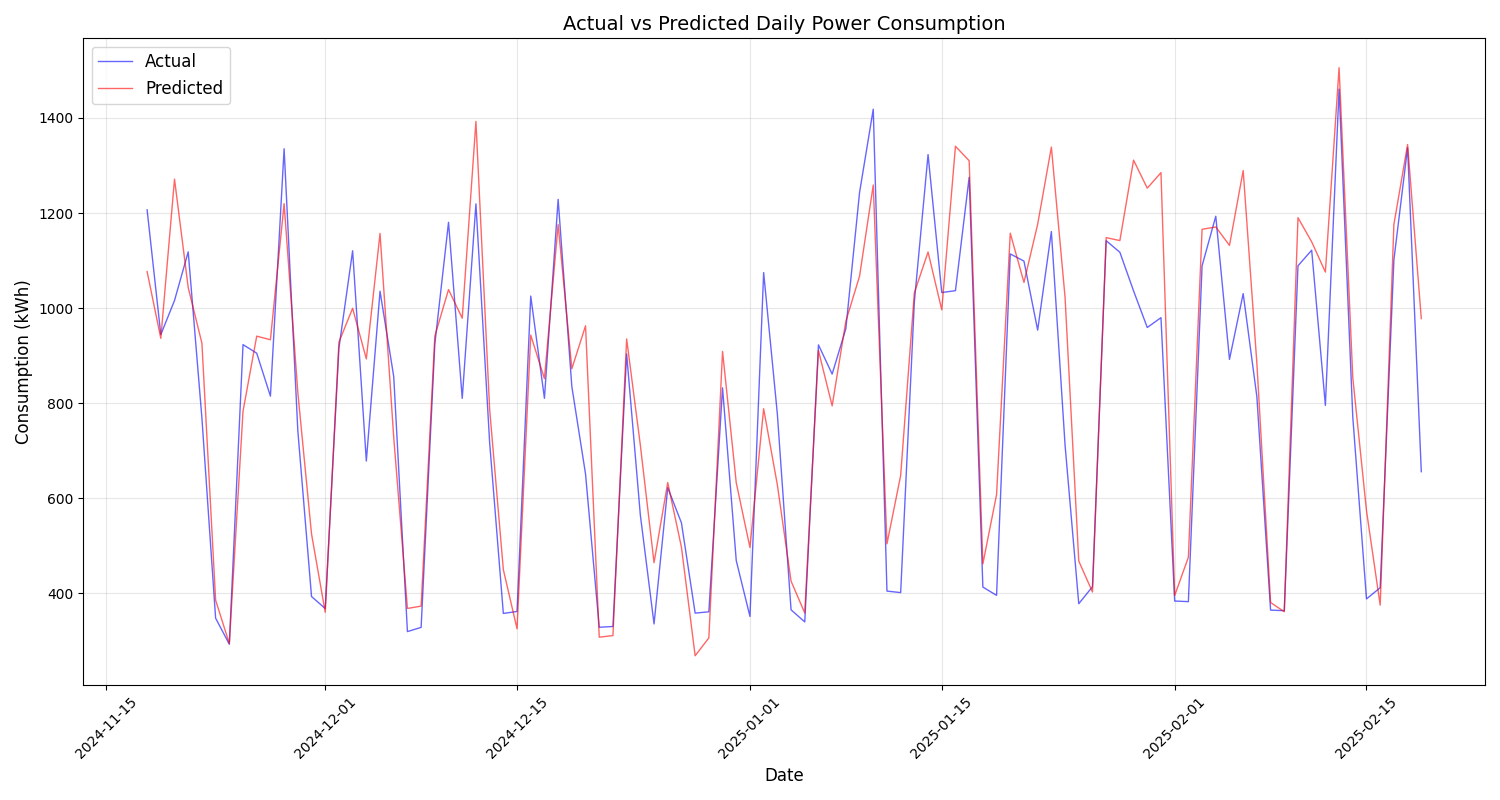 Actual vs Predicted Daily Power Consumption
Actual
Predicted
Consumption (kWh)
1400
1200
1000
800
600
400
2024-11-15
2024-12-01
2024-12-15
2025-01-01
2025-01-15
2025-02-01
2025-02-15
Date